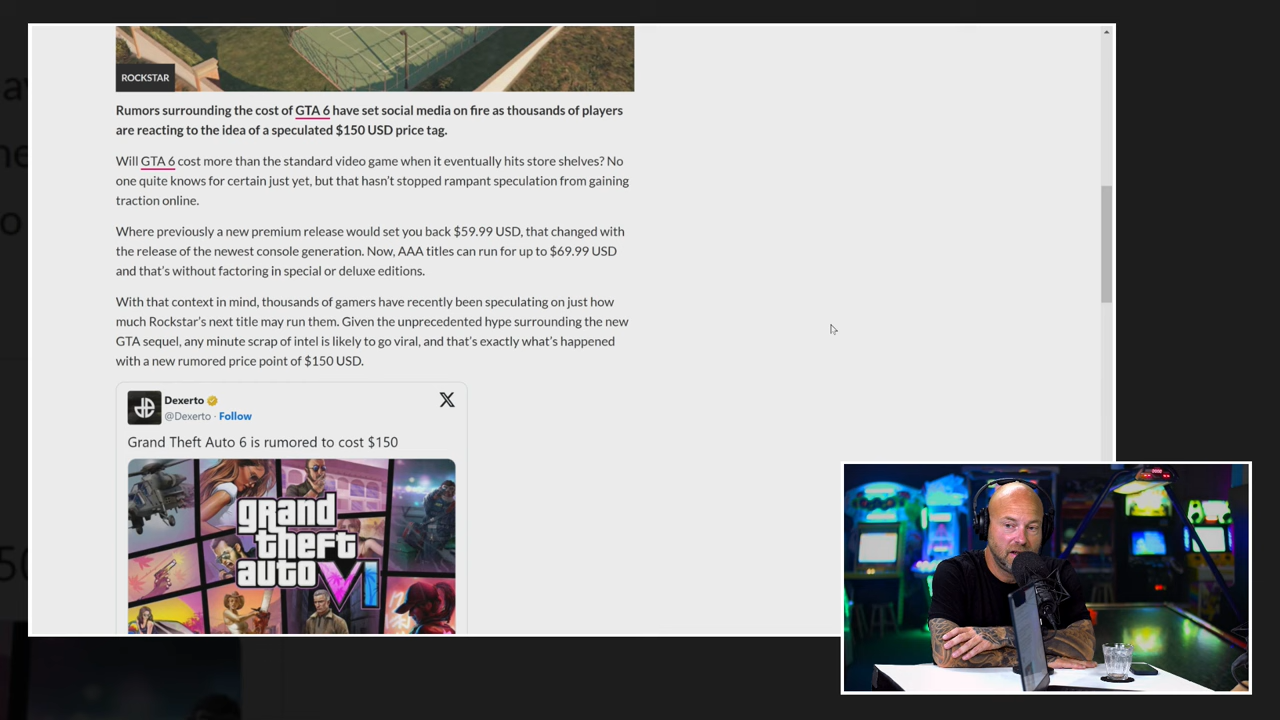 ROCKSTAR
Rumors surrounding the cost of GTA 6 have set social media on fire as thousands of players
are reacting to the idea of a speculated $150 USD price tag.
Will GTA 6 cost more than the standard video game when it eventually hits store shelves? No
one quite knows for certain just yet, but that hasn't stopped rampant speculation from gaining
traction online.
Where previously a new premium release would set you back $59.99 USD, that changed with
the release of the newest console generation. Now, AAA titles can run for up to $69.99 USD
and that's without factoring in special or deluxe editions.
With that context in mind, thousands of gamers have recently been speculating on just how
much Rockstar's next title may run them. Given the unprecedented hype surrounding the new
GTA sequel, any minute scrap of intel is likely to go viral, and that's exactly what's happened
with a new rumored price point of $150 USD.
Dexerto
@Dexerto · Follow
Grand Theft Auto 6 is rumored to cost $150
grand
theft
auto VI